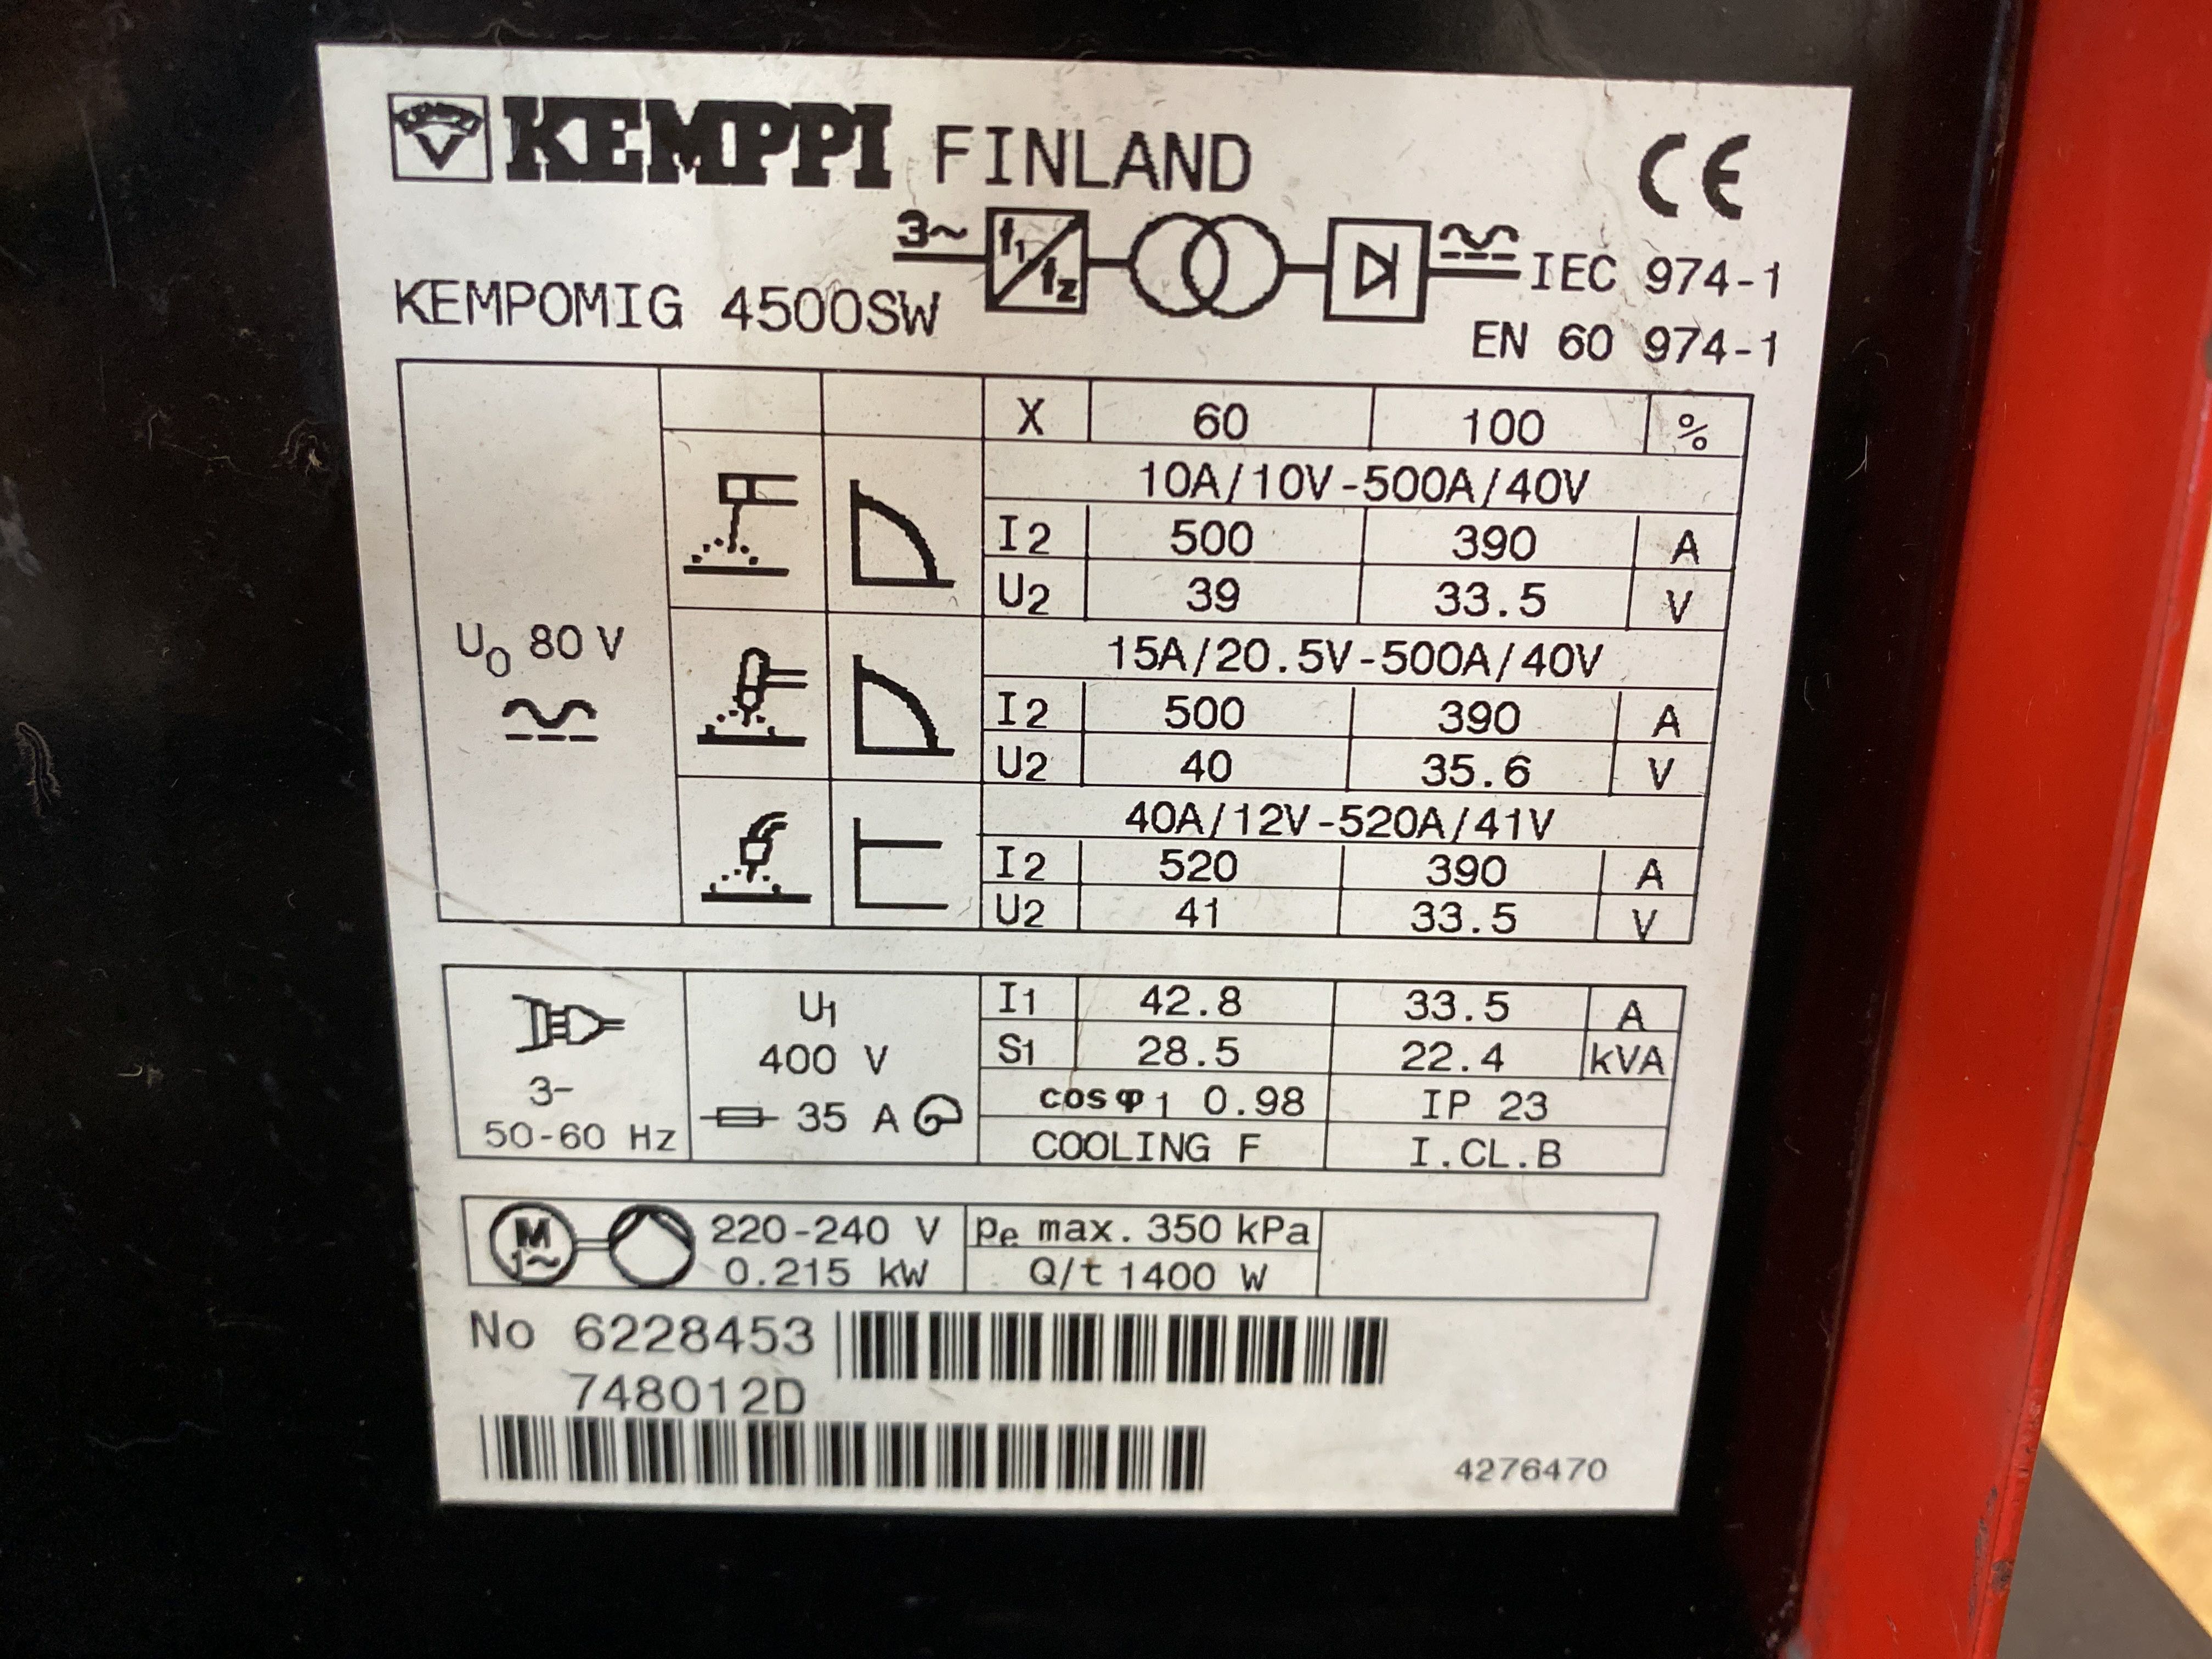 KEMPPI FINLAND
CE
3~ f1 f2 IEC 974-1
KEMPOMIG 4500SW
EN 60 974-1
X 60 100 %
10A/10V-500A/40V
I2 500 390 A
U2 39 33.5 V
U0 80 V
15A/20.5V-500A/40V
I2 500 390 A
U2 40 35.6 V
40A/12V-520A/41V
I2 520 390 A
U2 41 33.5 V
U1
400 V
35 A
3~
50-60 Hz
I1 42.8 33.5 A
S1 28.5 22.4 kVA
cosφ1 0.98 IP 23
COOLING F I.CL.B
M
1~
220-240 V
0.215 kW
pe max. 350 kPa
Q/t 1400 W
No 6228453
748012D
4276470